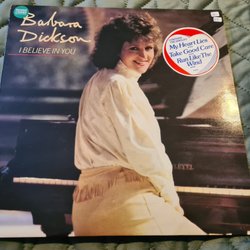 Barbara
Dickson
I BELIEVE IN YOU
My Heart Lies
Take Good Care
Run Like The
Wind